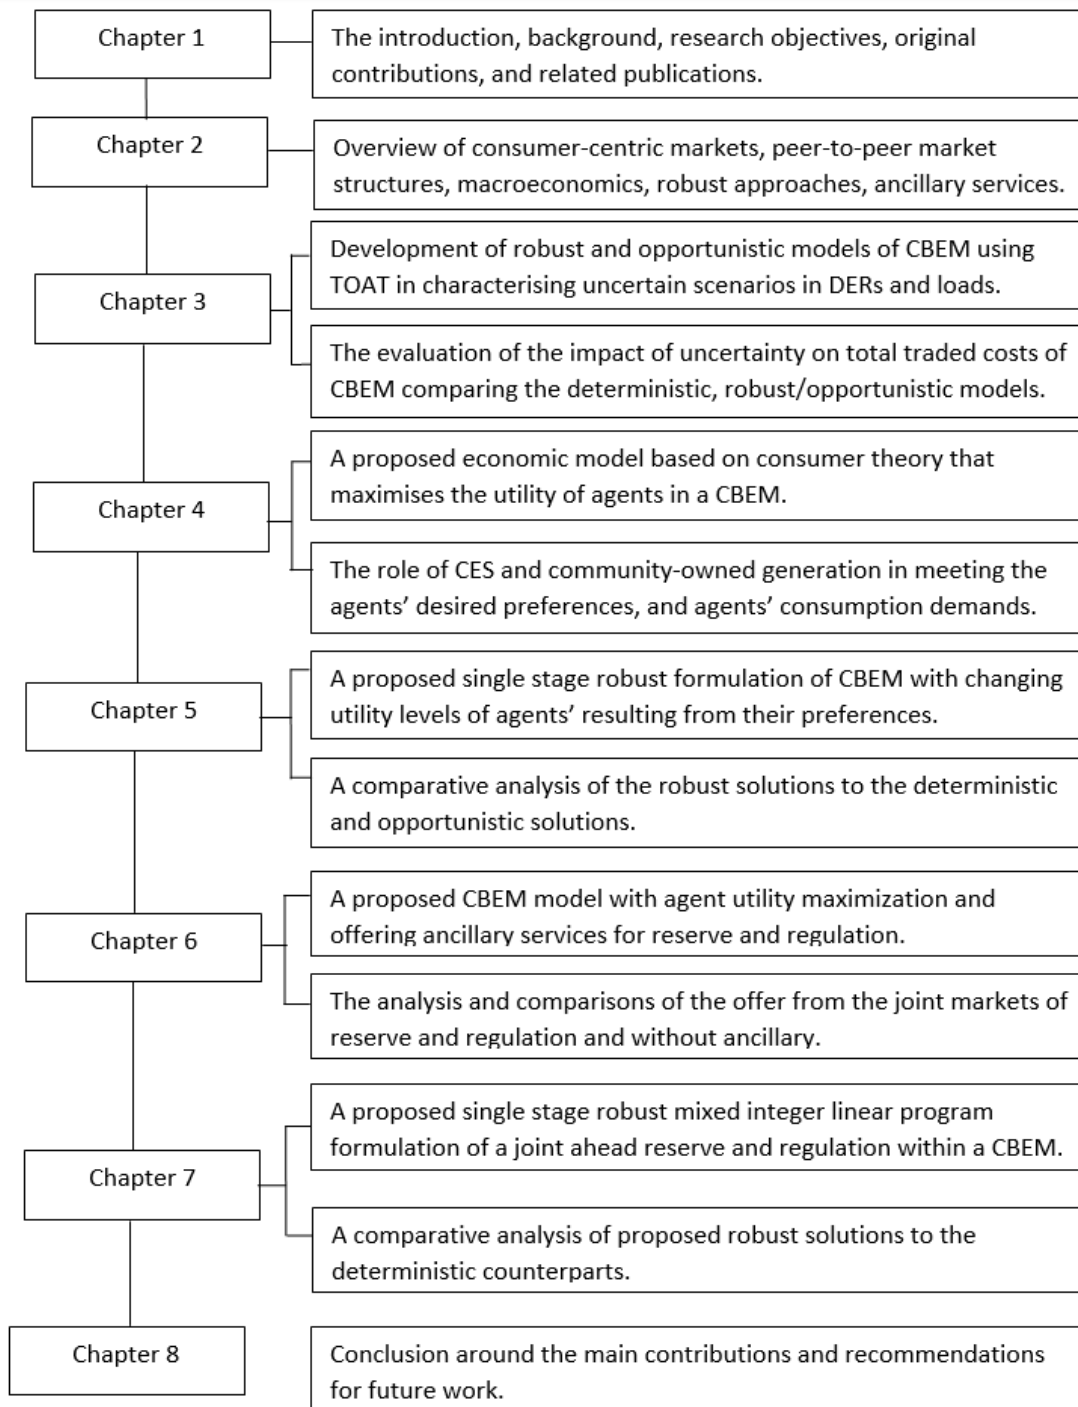 Chapter 1
The introduction, background, research objectives, original
contributions, and related publications.
Chapter 2
Overview of consumer-centric markets, peer-to-peer market
structures, macroeconomics, robust approaches, ancillary services.
Chapter 3
Development of robust and opportunistic models of CBEM using
TOAT in characterising uncertain scenarios in DERs and loads.
The evaluation of the impact of uncertainty on total traded costs of
CBEM comparing the deterministic, robust/opportunistic models.
Chapter 4
A proposed economic model based on consumer theory that
maximises the utility of agents in a CBEM.
The role of CES and community-owned generation in meeting the
agents’ desired preferences, and agents’ consumption demands.
Chapter 5
A proposed single stage robust formulation of CBEM with changing
utility levels of agents’ resulting from their preferences.
A comparative analysis of the robust solutions to the deterministic
and opportunistic solutions.
Chapter 6
A proposed CBEM model with agent utility maximization and
offering ancillary services for reserve and regulation.
The analysis and comparisons of the offer from the joint markets of
reserve and regulation and without ancillary.
Chapter 7
A proposed single stage robust mixed integer linear program
formulation of a joint ahead reserve and regulation within a CBEM.
A comparative analysis of proposed robust solutions to the
deterministic counterparts.
Chapter 8
Conclusion around the main contributions and recommendations
for future work.